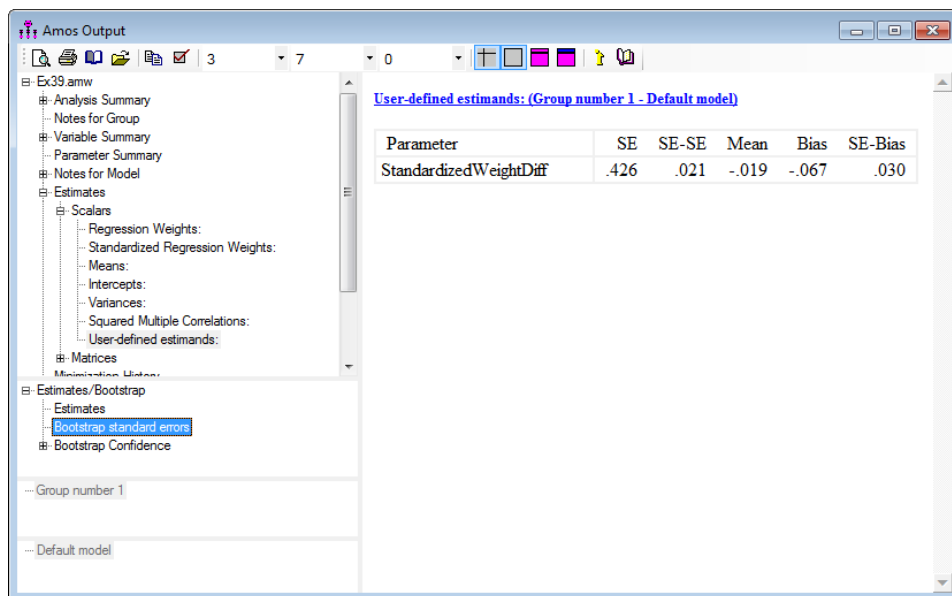 Amos Output
3 7 0
Ex39.amw
Analysis Summary
Notes for Group
Variable Summary
Parameter Summary
Notes for Model
Estimates
Scalars
Regression Weights:
Standardized Regression Weights:
Means:
Intercepts:
Variances:
Squared Multiple Correlations:
User-defined estimands:
Matrices
Minimization History
Estimates/Bootstrap
Estimates
Bootstrap standard errors
Bootstrap Confidence
Group number 1
Default model
User-defined estimands: (Group number 1 - Default model)
Parameter SE SE-SE Mean Bias SE-Bias
StandardizedWeightDiff .426 .021 -.019 -.067 .030